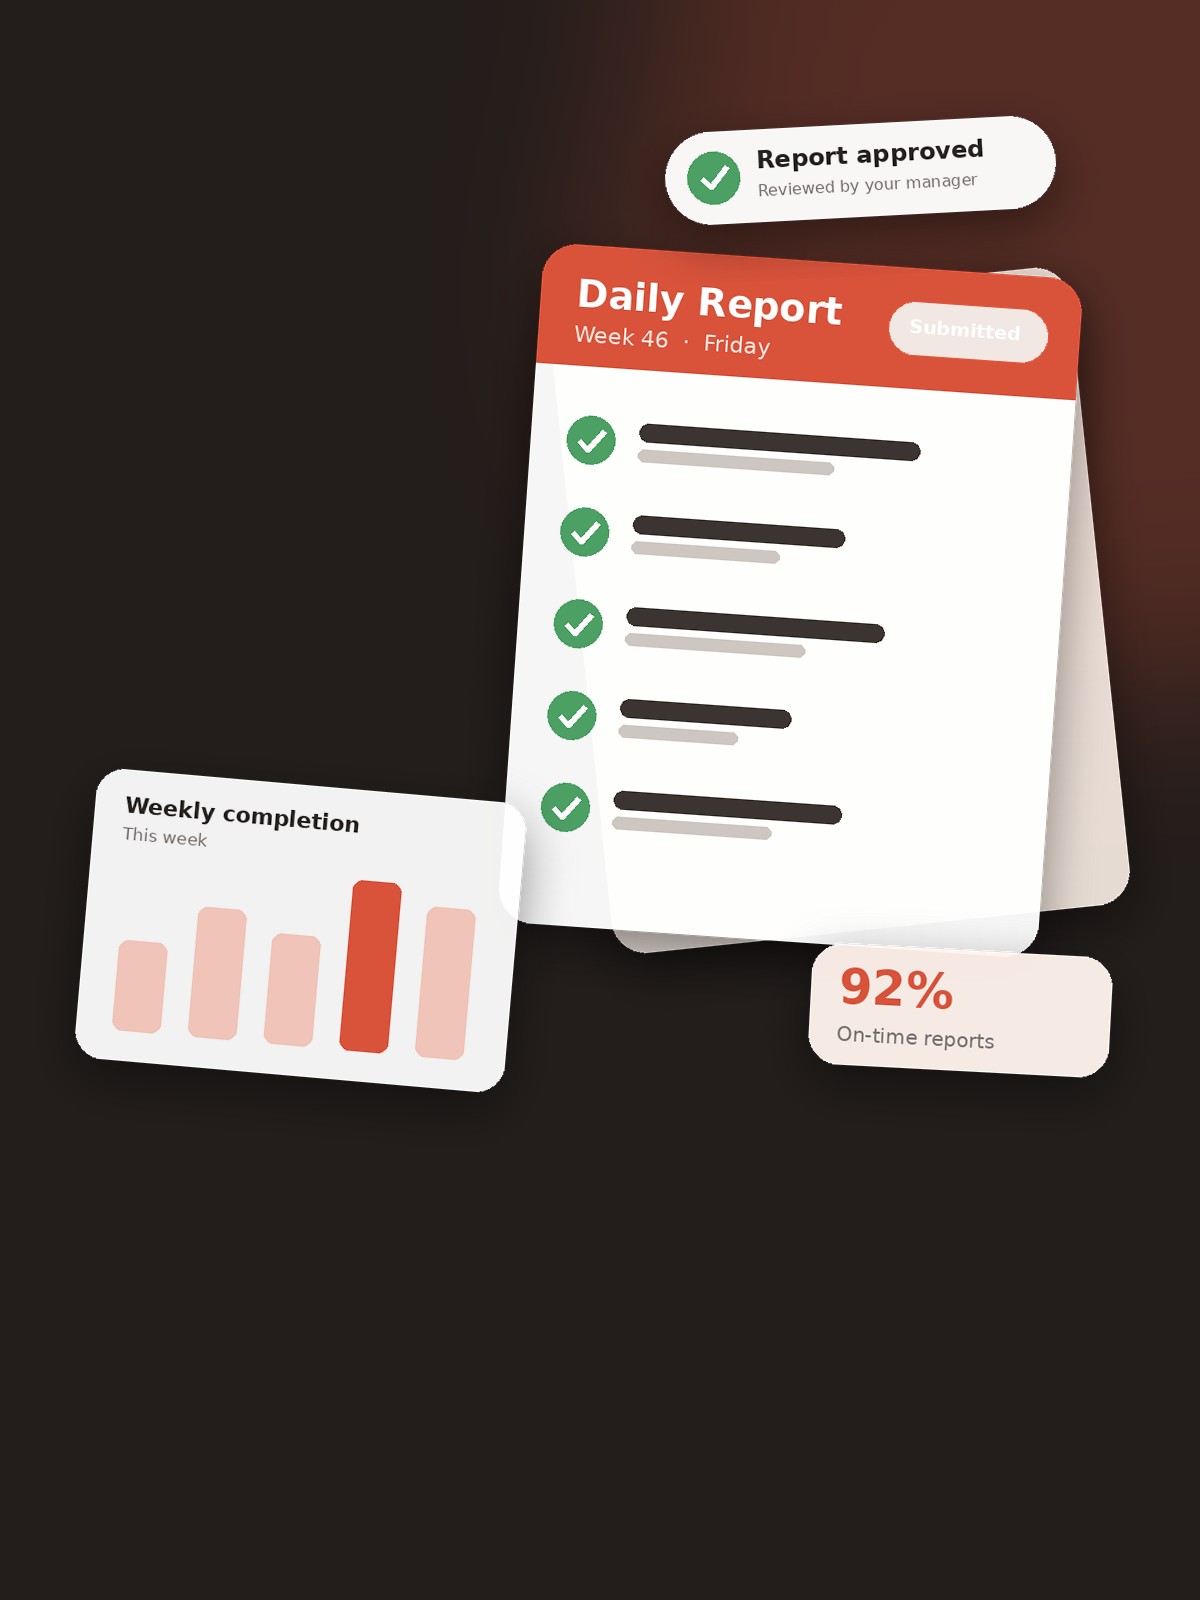 Report approved
Reviewed by your manager
Daily Report
Week 46 · Friday
Submitted
Weekly completion
This week
92%
On-time reports